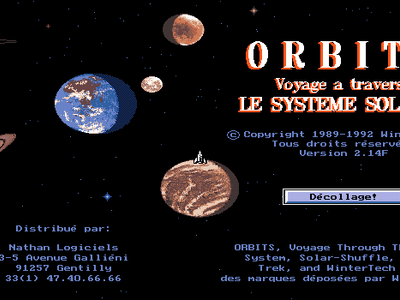 ORBIT
Voyage a travers
LE SYSTEME SOL
© Copyright 1989-1992 Win
Tous droits réservé
Version 2.14F
Décollage!
Distribué par:
Nathan Logiciels
3-5 Avenue Galliéni
91257 Gentilly
33(1) 47.40.66.66
ORBITS, Voyage Through Th
System, Solar-Shuffle,
Trek, and WinterTech
des marques déposées par W